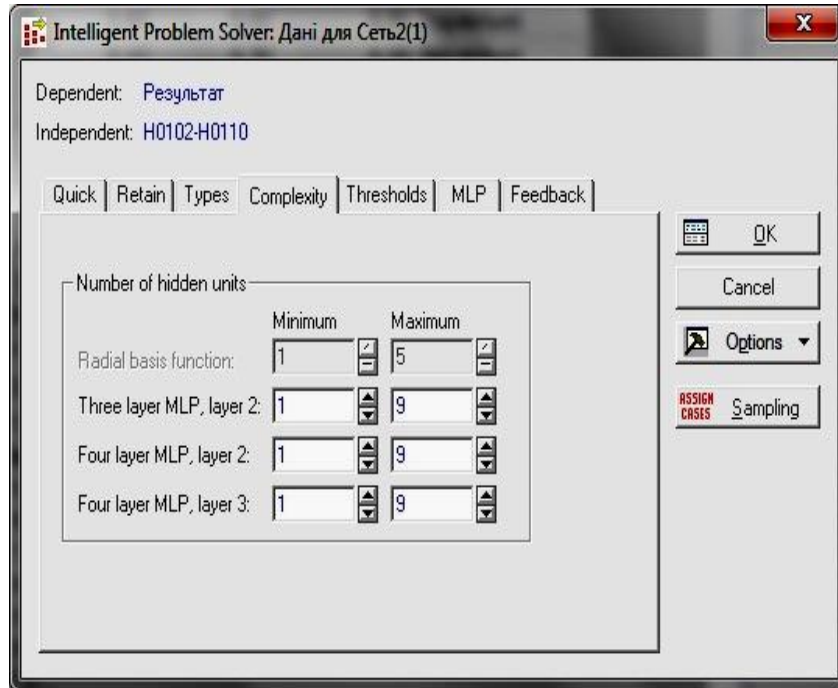 Intelligent Problem Solver: Дані для Сеть2(1)
X
Dependent: Результат
Independent: H0102-H0110
Quick Retain Types Complexity Thresholds MLP Feedback
OK
Cancel
Options
ASSIGN CASES Sampling
Number of hidden units
Minimum Maximum
Radial basis function: 1 5
Three layer MLP, layer 2: 1 9
Four layer MLP, layer 2: 1 9
Four layer MLP, layer 3: 1 9